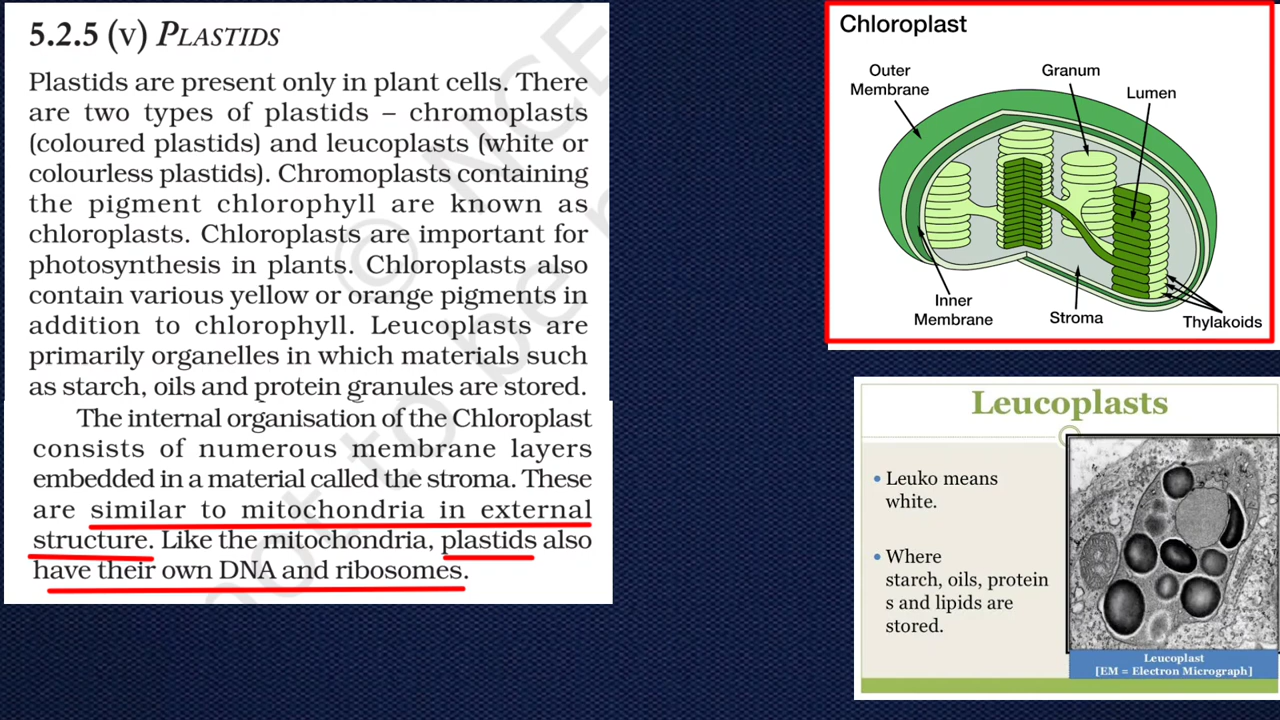 5.2.5 (V) PLASTIDS
Plastids are present only in plant cells. There
are two types of plastids – chromoplasts
(coloured plastids) and leucoplasts (white or
colourless plastids). Chromoplasts containing
the pigment chlorophyll are known as
chloroplasts. Chloroplasts are important for
photosynthesis in plants. Chloroplasts also
contain various yellow or orange pigments in
addition to chlorophyll. Leucoplasts are
primarily organelles in which materials such
as starch, oils and protein granules are stored.
The internal organisation of the Chloroplast
consists of numerous membrane layers
embedded in a material called the stroma. These
are similar to mitochondria in external
structure. Like the mitochondria, plastids also
have their own DNA and ribosomes.
© NCE
not to be r
Chloroplast
Outer
Membrane
Granum
Lumen
Inner
Membrane
Stroma
Thylakoids
Leucoplasts
• Leuko means
white.
• Where
starch, oils, protein
s and lipids are
stored.
Leucoplast
[EM = Electron Micrograph]